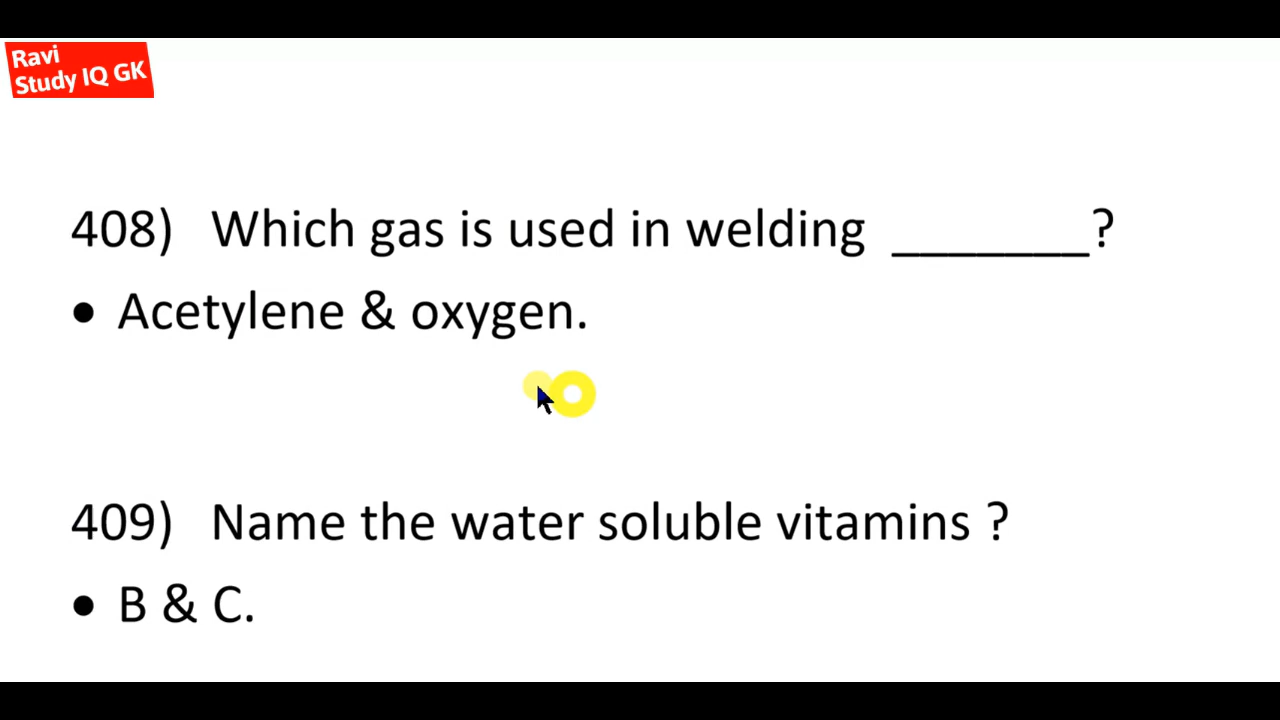 Ravi
Study IQ GK
408) Which gas is used in welding _______?
• Acetylene & oxygen.
409) Name the water soluble vitamins ?
• B & C.